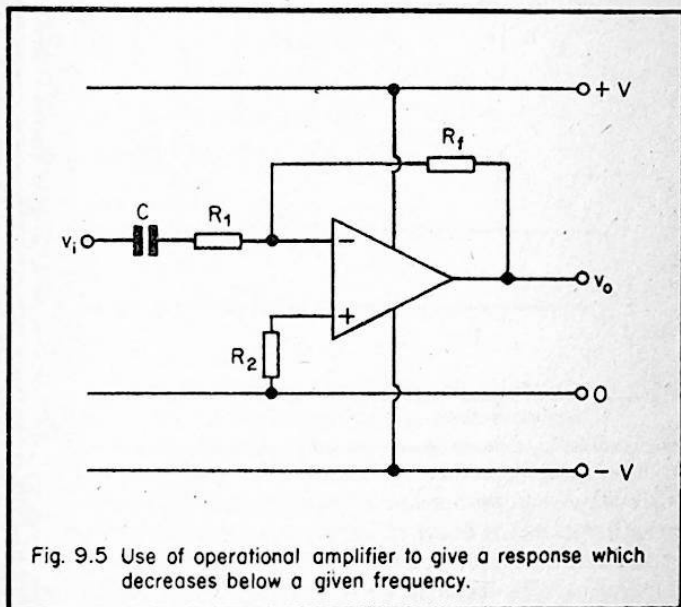 + V
R_f
C
R_1
v_i
−
v_o
+
R_2
0
− V
Fig. 9.5 Use of operational amplifier to give a response which
decreases below a given frequency.